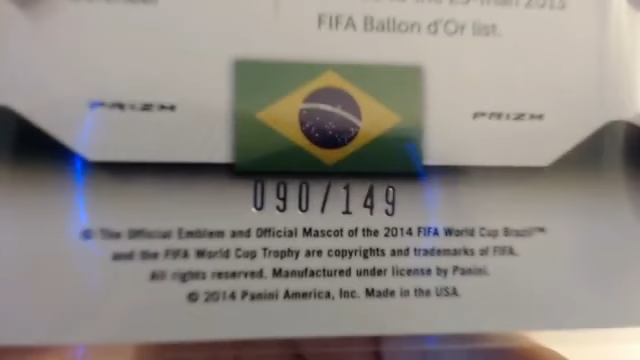 2013
FIFA Ballon d'Or list.
PRIZM
PRIZM
090/149
© The Official Emblem and Official Mascot of the 2014 FIFA World Cup Brazil™
and the FIFA World Cup Trophy are copyrights and trademarks of FIFA.
All rights reserved. Manufactured under license by Panini.
© 2014 Panini America, Inc. Made in the USA.